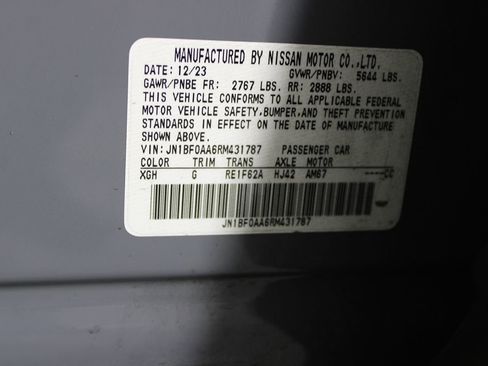 MANUFACTURED BY NISSAN MOTOR CO.,LTD.
DATE: 12/23 GVWR/PNBV: 5644 LBS.
GAWR/PNBE FR: 2767 LBS. RR: 2888 LBS.
THIS VEHICLE CONFORMS TO ALL APPLICABLE FEDERAL
MOTOR VEHICLE SAFETY,BUMPER,AND THEFT PREVENTION
STANDARDS IN EFFECT ON THE DATE OF MANUFACTURE
SHOWN ABOVE.
VIN: JN1BF0AA6RM431787 PASSENGER CAR
COLOR TRIM TRANS AXLE MOTOR
XGH G RE1F62A HJ42 AM67 ----CC
JN1BF0AA6RM431787